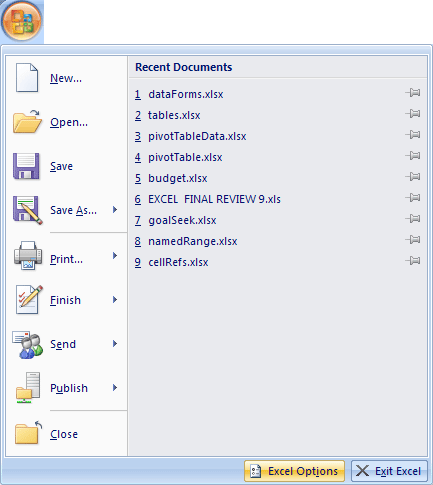 New...
Open...
Save
Save As...
Print...
Finish
Send
Publish
Close
Recent Documents
1 dataForms.xlsx
2 tables.xlsx
3 pivotTableData.xlsx
4 pivotTable.xlsx
5 budget.xlsx
6 EXCEL  FINAL REVIEW 9.xls
7 goalSeek.xlsx
8 namedRange.xlsx
9 cellRefs.xlsx
Excel Options
Exit Excel